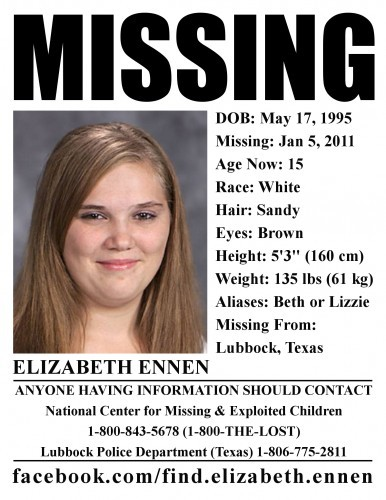 MISSING
DOB: May 17, 1995
Missing: Jan 5, 2011
Age Now: 15
Race: White
Hair: Sandy
Eyes: Brown
Height: 5'3" (160 cm)
Weight: 135 lbs (61 kg)
Aliases: Beth or Lizzie
Missing From:
Lubbock, Texas
ELIZABETH ENNEN
ANYONE HAVING INFORMATION SHOULD CONTACT
National Center for Missing & Exploited Children
1-800-843-5678 (1-800-THE-LOST)
Lubbock Police Department (Texas) 1-806-775-2811
facebook.com/find.elizabeth.ennen